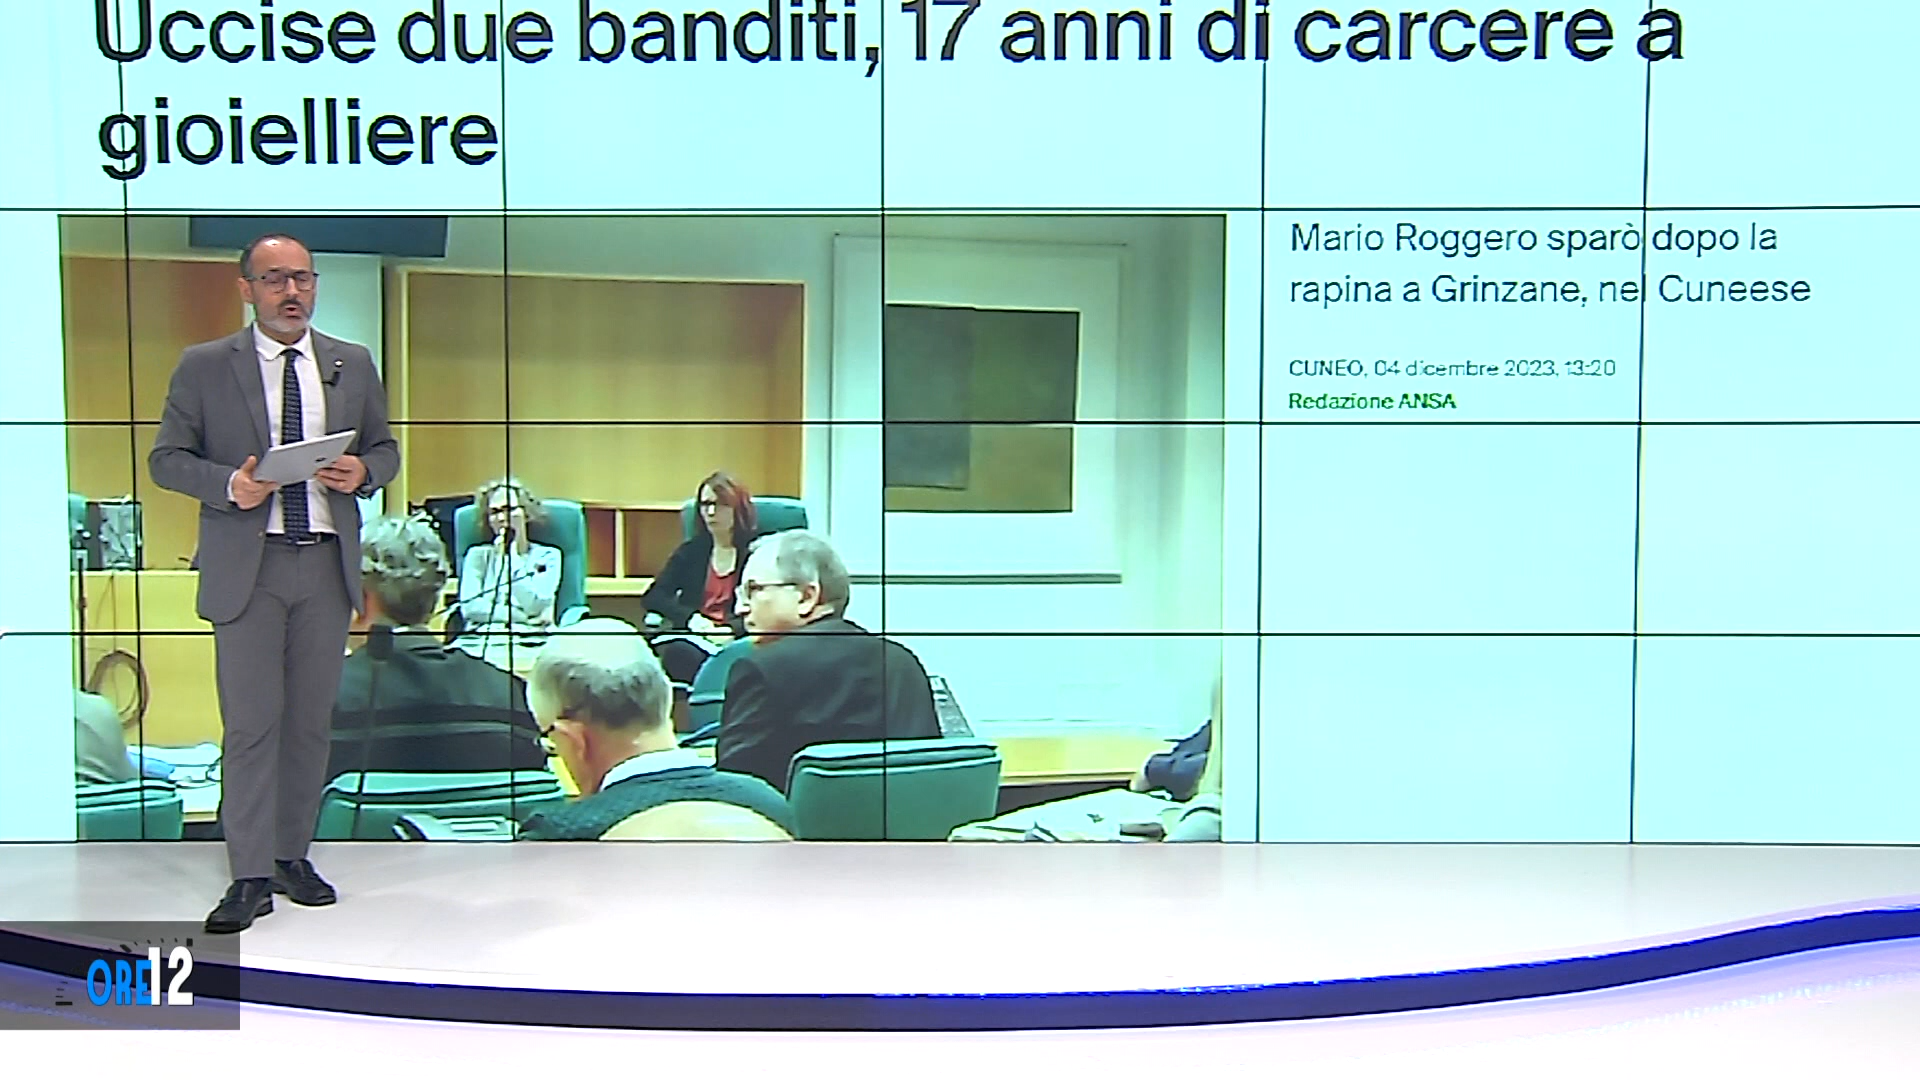 Uccise due banditi, 17 anni di carcere a
gioielliere
Mario Roggero sparò dopo la
rapina a Grinzane, nel Cuneese
CUNEO, 04 dicembre 2023, 13:20
Redazione ANSA
ORE12